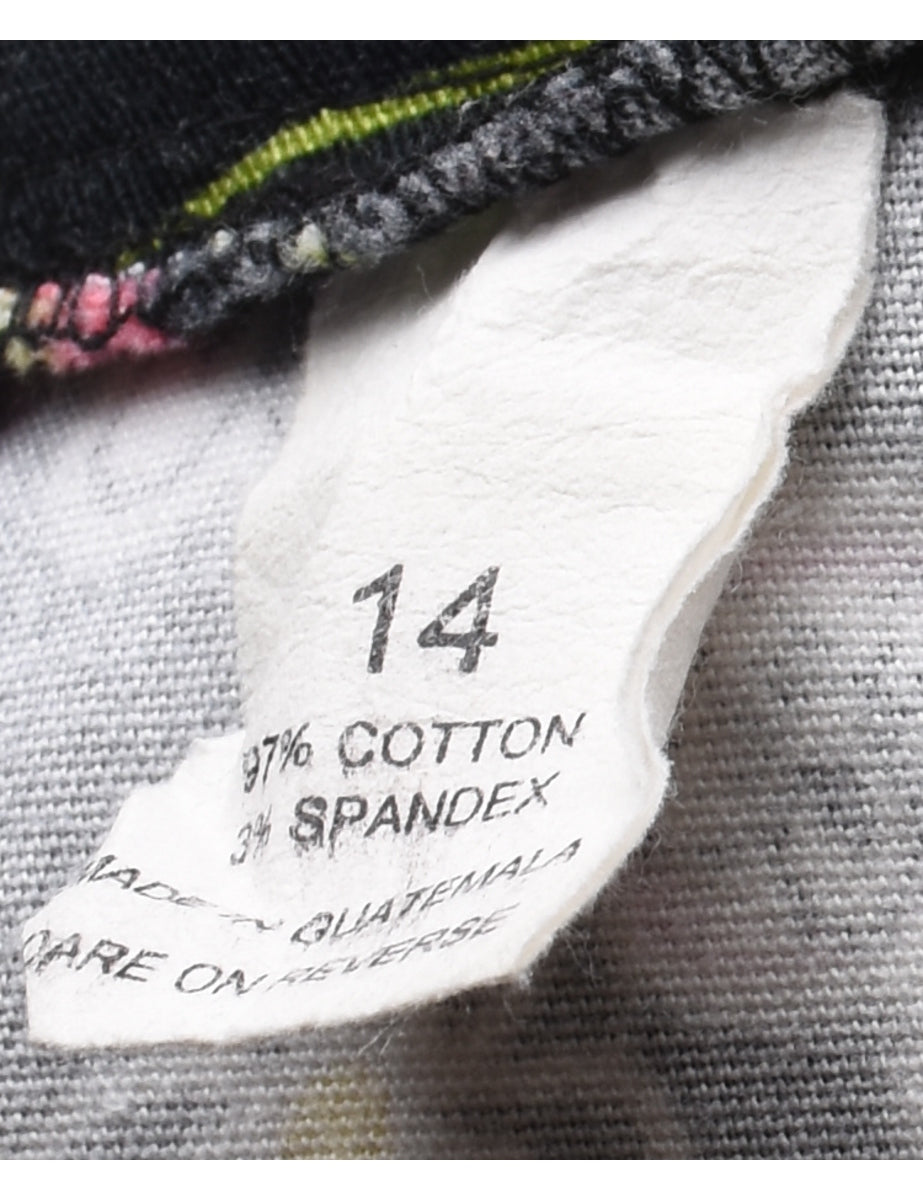 14
97% COTTON
3% SPANDEX
MADE IN GUATEMALA
CARE ON REVERSE